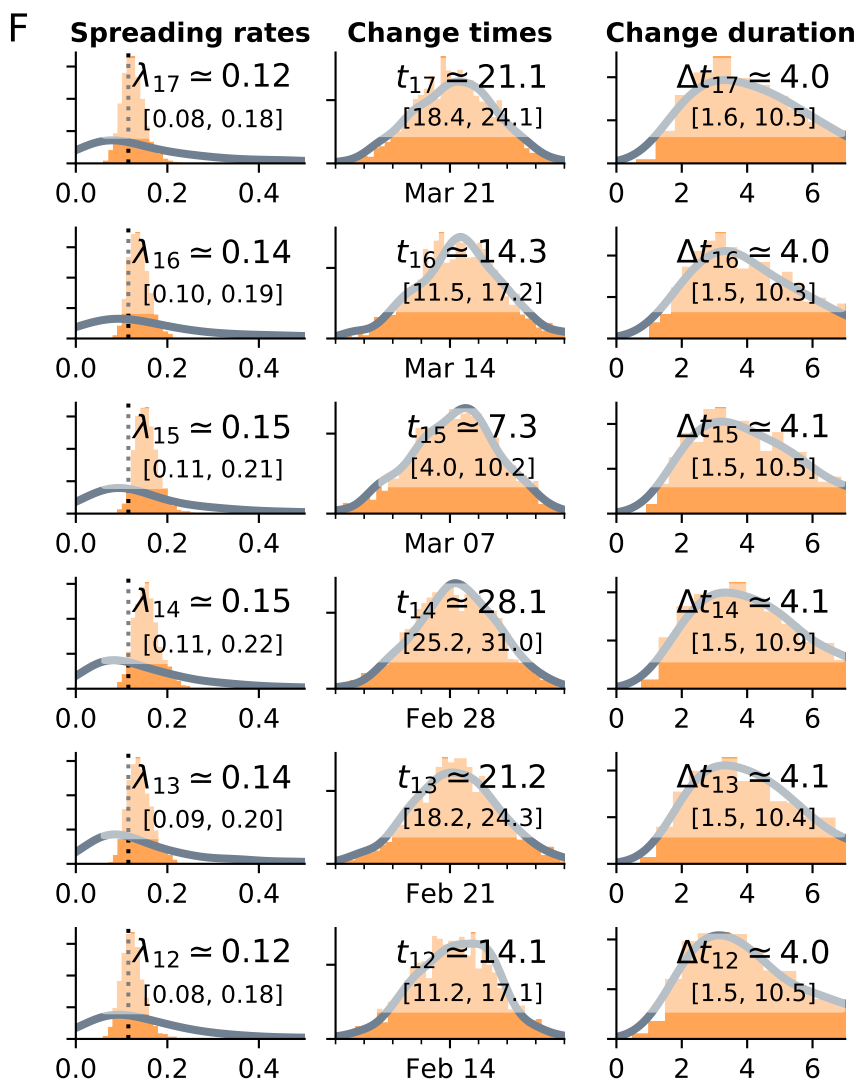 F
Spreading rates Change times Change duration
λ17 ≃ 0.12 t17 ≃ 21.1 Δt17 ≃ 4.0
[0.08, 0.18] [18.4, 24.1] [1.6, 10.5]
0.0 0.2 0.4 Mar 21 0 2 4 6
λ16 ≃ 0.14 t16 ≃ 14.3 Δt16 ≃ 4.0
[0.10, 0.19] [11.5, 17.2] [1.5, 10.3]
0.0 0.2 0.4 Mar 14 0 2 4 6
λ15 ≃ 0.15 t15 ≃ 7.3 Δt15 ≃ 4.1
[0.11, 0.21] [4.0, 10.2] [1.5, 10.5]
0.0 0.2 0.4 Mar 07 0 2 4 6
λ14 ≃ 0.15 t14 ≃ 28.1 Δt14 ≃ 4.1
[0.11, 0.22] [25.2, 31.0] [1.5, 10.9]
0.0 0.2 0.4 Feb 28 0 2 4 6
λ13 ≃ 0.14 t13 ≃ 21.2 Δt13 ≃ 4.1
[0.09, 0.20] [18.2, 24.3] [1.5, 10.4]
0.0 0.2 0.4 Feb 21 0 2 4 6
λ12 ≃ 0.12 t12 ≃ 14.1 Δt12 ≃ 4.0
[0.08, 0.18] [11.2, 17.1] [1.5, 10.5]
0.0 0.2 0.4 Feb 14 0 2 4 6